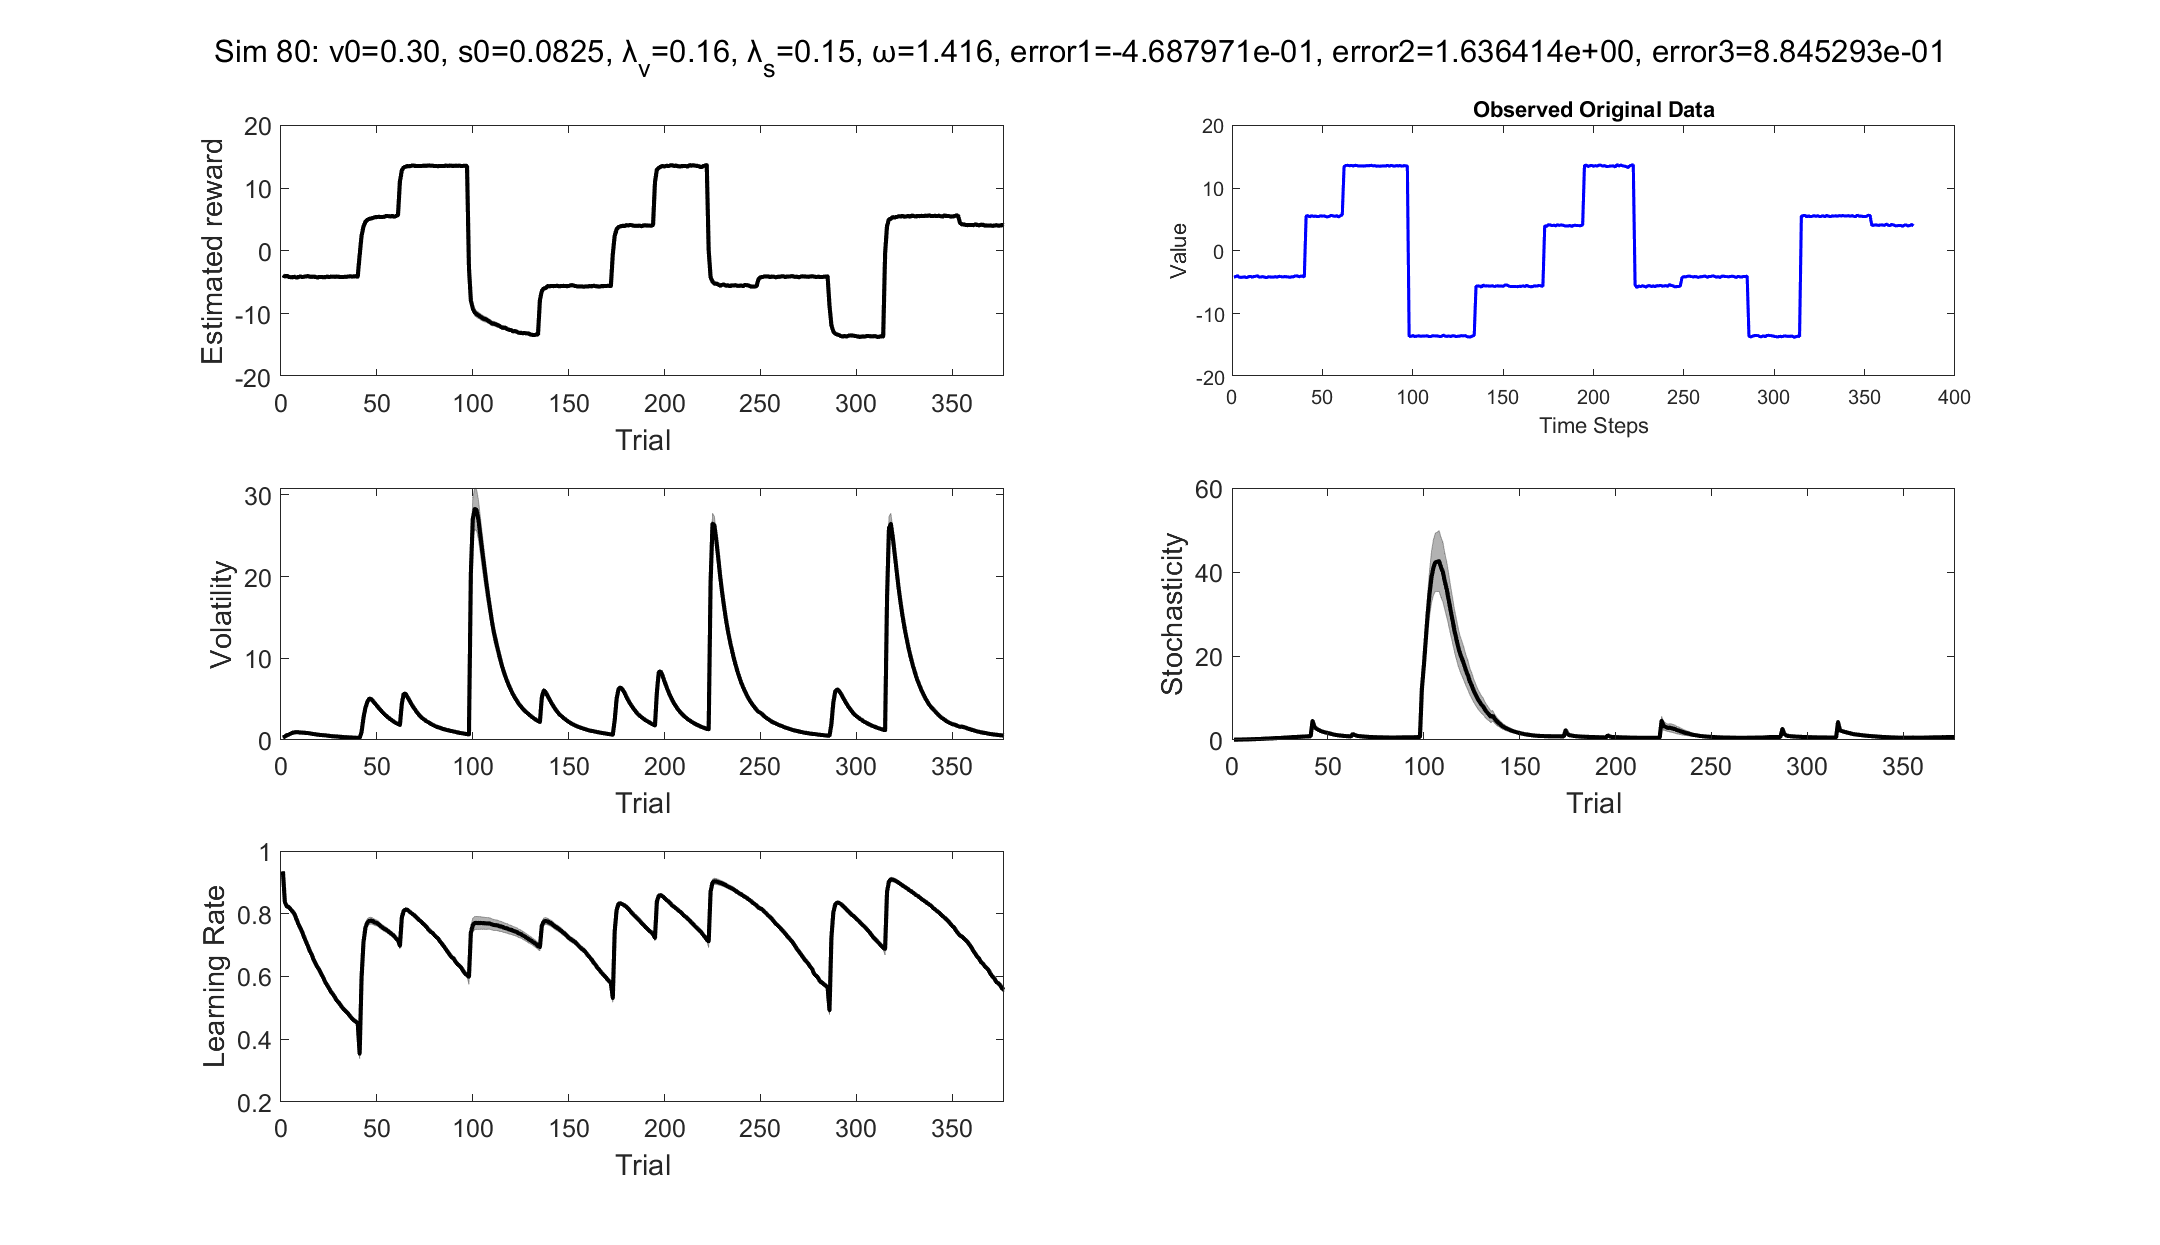 Sim 80: v0=0.30, s0=0.0825, λv=0.16, λs=0.15, ω=1.416, error1=-4.687971e-01, error2=1.636414e+00, error3=8.845293e-01
Estimated reward
20
10
0
-10
-20
0 50 100 150 200 250 300 350
Trial
Observed Original Data
Value
20
10
0
-10
-20
0 50 100 150 200 250 300 350 400
Time Steps
Volatility
30
20
10
0
0 50 100 150 200 250 300 350
Trial
Stochasticity
60
40
20
0
0 50 100 150 200 250 300 350
Trial
Learning Rate
1
0.8
0.6
0.4
0.2
0 50 100 150 200 250 300 350
Trial